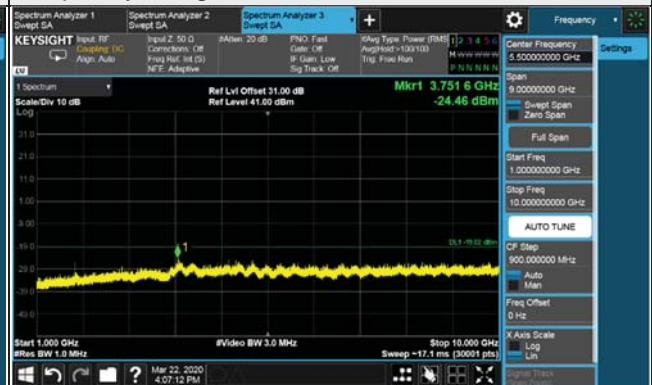 Spectrum Analyzer 1
Swept SA
Spectrum Analyzer 2
Swept SA
Spectrum Analyzer 3
Swept SA
+
Frequency
KEYSIGHT
Input: RF
Coupling: DC
Align: Auto
Input Z: 50 Ω
Corrections: Off
Freq Ref: Int (S)
NFE: Adaptive
#Atten: 20 dB
PNO: Fast
Gate: Off
IF Gain: Low
Sig Track: Off
#Avg Type: Power (RMS)
Avg|Hold:>100/100
Trig: Free Run
1 2 3 4 5 6
M W W W W W
P N N N N N
LVI
1 Spectrum
Scale/Div 10 dB
Log
Ref Lvl Offset 31.00 dB
Ref Level 41.00 dBm
Mkr1 3.751 6 GHz
-24.46 dBm
31.0
21.0
11.0
1.00
-9.00
-19.0
-29.0
-39.0
-49.0
1
DL1 -19.02 dBm
Start 1.000 GHz
#Res BW 1.0 MHz
#Video BW 3.0 MHz
Stop 10.000 GHz
Sweep ~17.1 ms (30001 pts)
Center Frequency
5.500000000 GHz
Settings
Span
9.00000000 GHz
Swept Span
Zero Span
Full Span
Start Freq
1.000000000 GHz
Stop Freq
10.000000000 GHz
AUTO TUNE
CF Step
900.000000 MHz
Auto
Man
Freq Offset
0 Hz
X Axis Scale
Log
Lin
Signal Track
?
Mar 22, 2020
4:07:12 PM